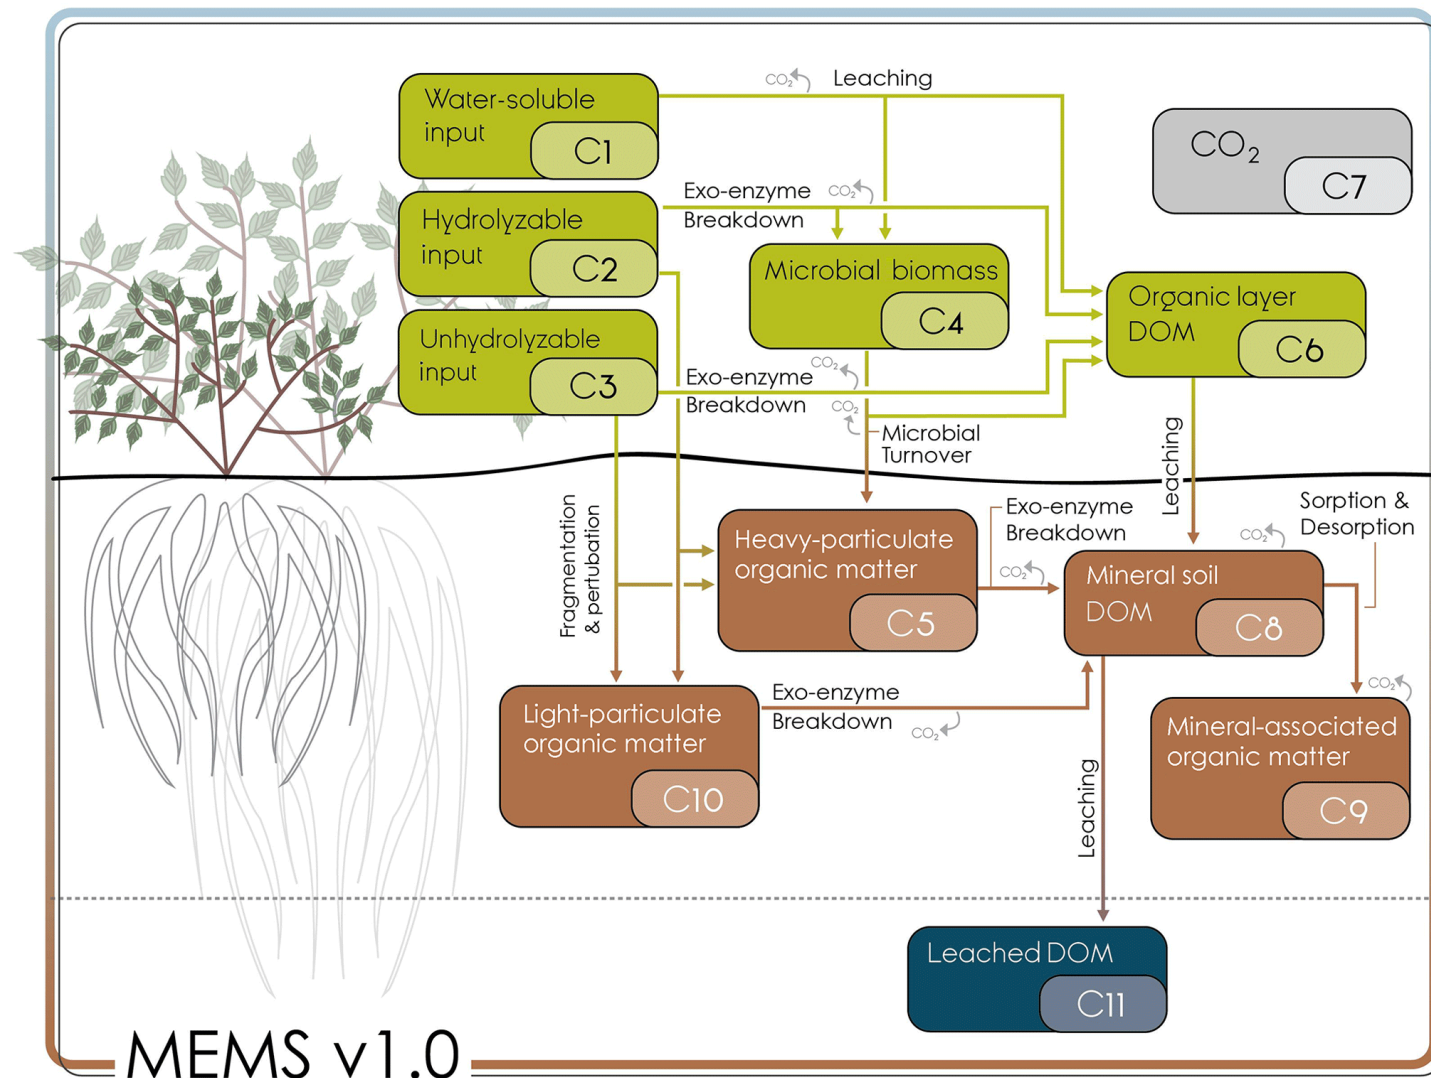 CO2
Leaching
Water-soluble
input
C1
CO2
C7
Exo-enzyme
CO2
Breakdown
Hydrolyzable
input
C2
Microbial biomass
C4
Organic layer
DOM
C6
Unhydrolyzable
input
C3
CO2
Exo-enzyme
Breakdown
CO2
Microbial
Turnover
Leaching
Fragmentation
& pertubation
Heavy-particulate
organic matter
C5
Exo-enzyme
Breakdown
CO2
Sorption &
Desorption
CO2
Mineral soil
DOM
C8
Light-particulate
organic matter
C10
Exo-enzyme
Breakdown
CO2
CO2
Mineral-associated
organic matter
C9
Leaching
Leached DOM
C11
MEMS v1.0